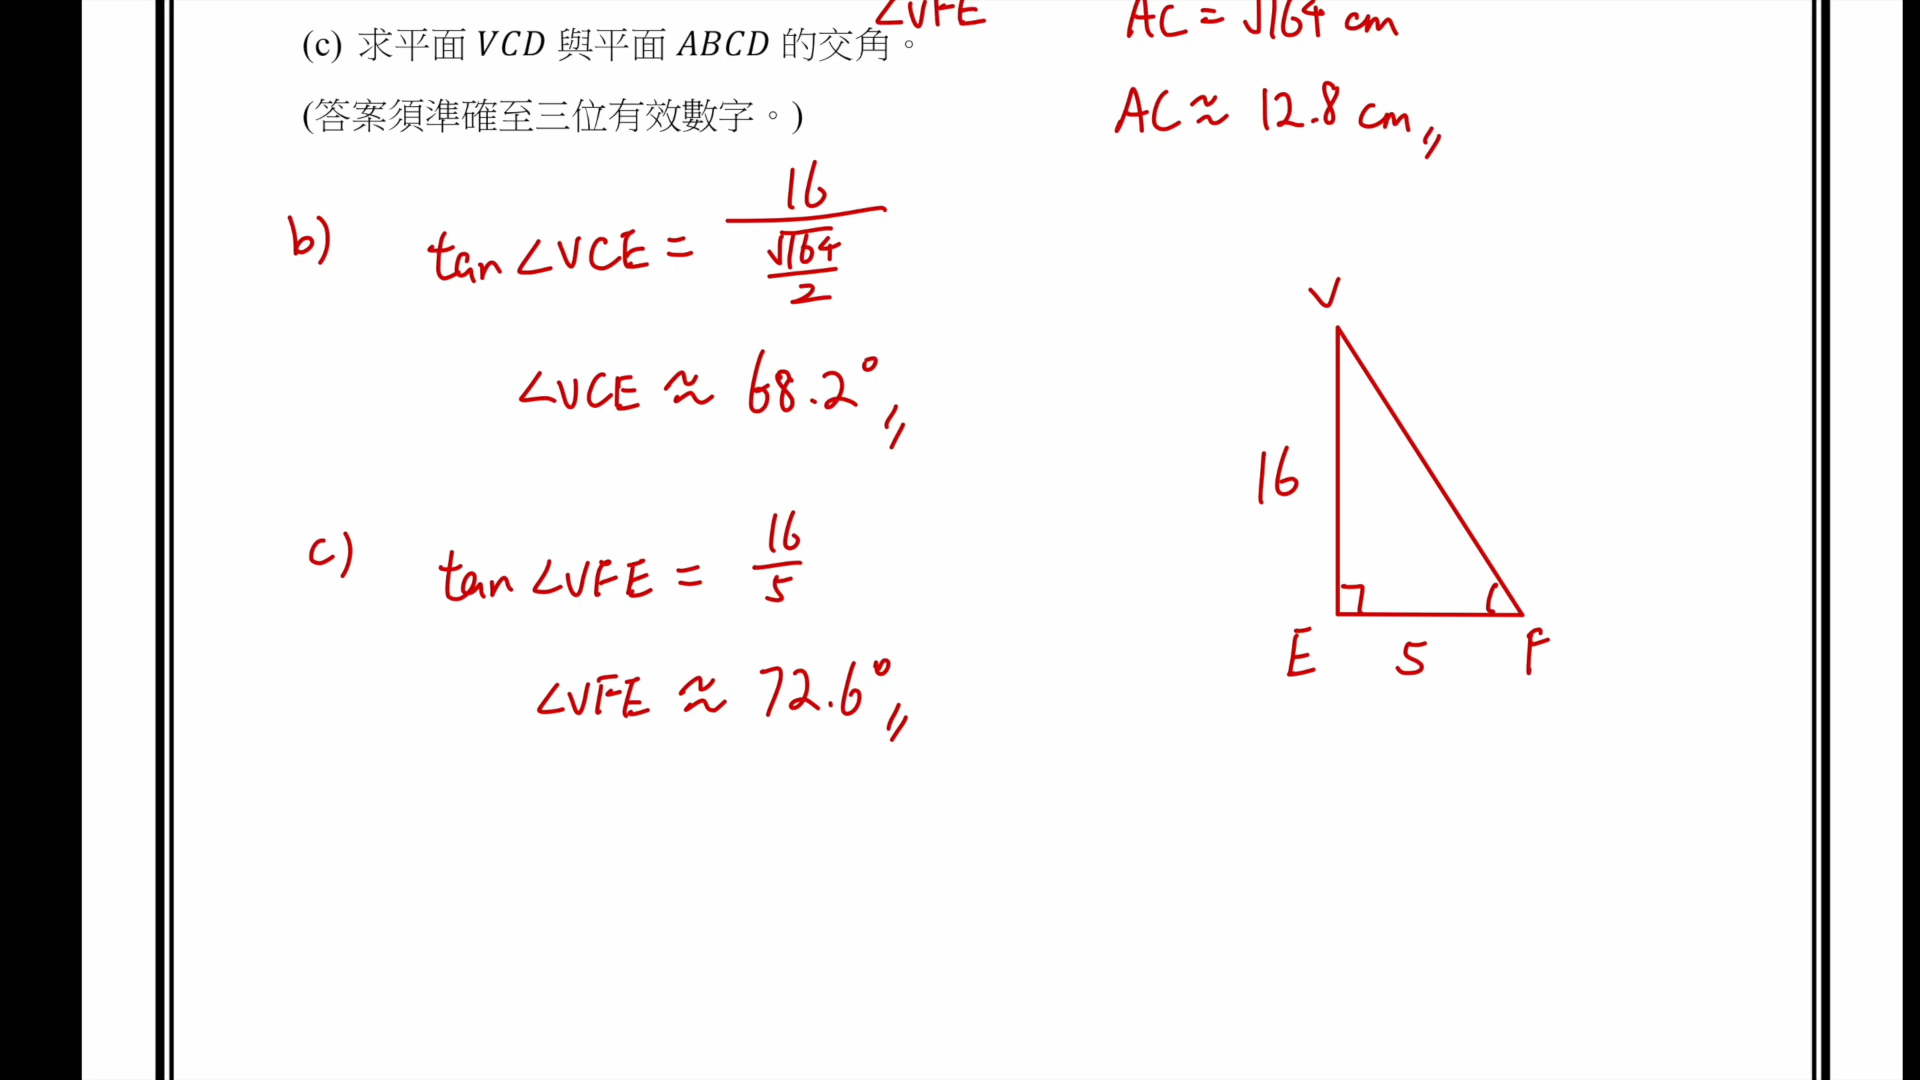 ∠VFE
AC = √164 cm
(c) 求平面 VCD 與平面 ABCD 的交角。
(答案須準確至三位有效數字。)
AC ≈ 12.8 cm〃
b) tan ∠VCE = 16/(√164/2)
∠VCE ≈ 68.2°〃
c) tan ∠VFE = 16/5
∠VFE ≈ 72.6°〃
V
16
E 5 F